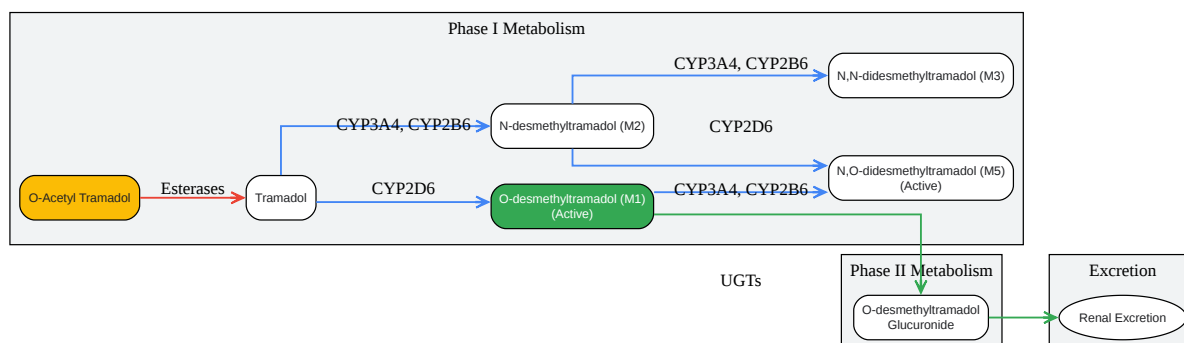 Phase I Metabolism
CYP3A4, CYP2B6
N,N-didesmethyltramadol (M3)
CYP3A4, CYP2B6
N-desmethyltramadol (M2)
CYP2D6
O-Acetyl Tramadol
Esterases
Tramadol
CYP2D6
O-desmethyltramadol (M1)
(Active)
CYP3A4, CYP2B6
N,O-didesmethyltramadol (M5)
(Active)
UGTs
Phase II Metabolism
O-desmethyltramadol
Glucuronide
Excretion
Renal Excretion